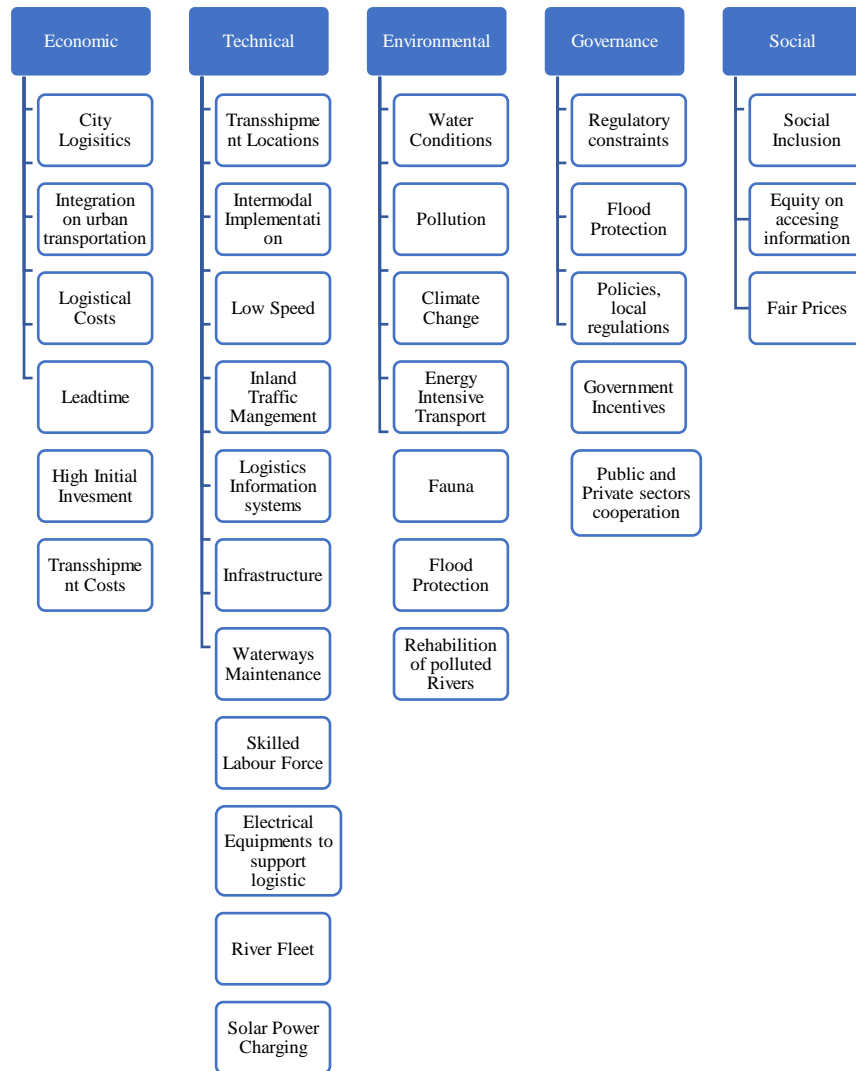 Economic
City
Logisitics
Integration
on urban
transportation
Logistical
Costs
Leadtime
High Initial
Invesment
Transshipme
nt Costs
Technical
Transshipme
nt Locations
Intermodal
Implementati
on
Low Speed
Inland
Traffic
Mangement
Logistics
Information
systems
Infrastructure
Waterways
Maintenance
Skilled
Labour Force
Electrical
Equipments to
support
logistic
River Fleet
Solar Power
Charging
Environmental
Water
Conditions
Pollution
Climate
Change
Energy
Intensive
Transport
Fauna
Flood
Protection
Rehabilition
of polluted
Rivers
Governance
Regulatory
constraints
Flood
Protection
Policies,
local
regulations
Government
Incentives
Public and
Private sectors
cooperation
Social
Social
Inclusion
Equity on
accesing
information
Fair Prices